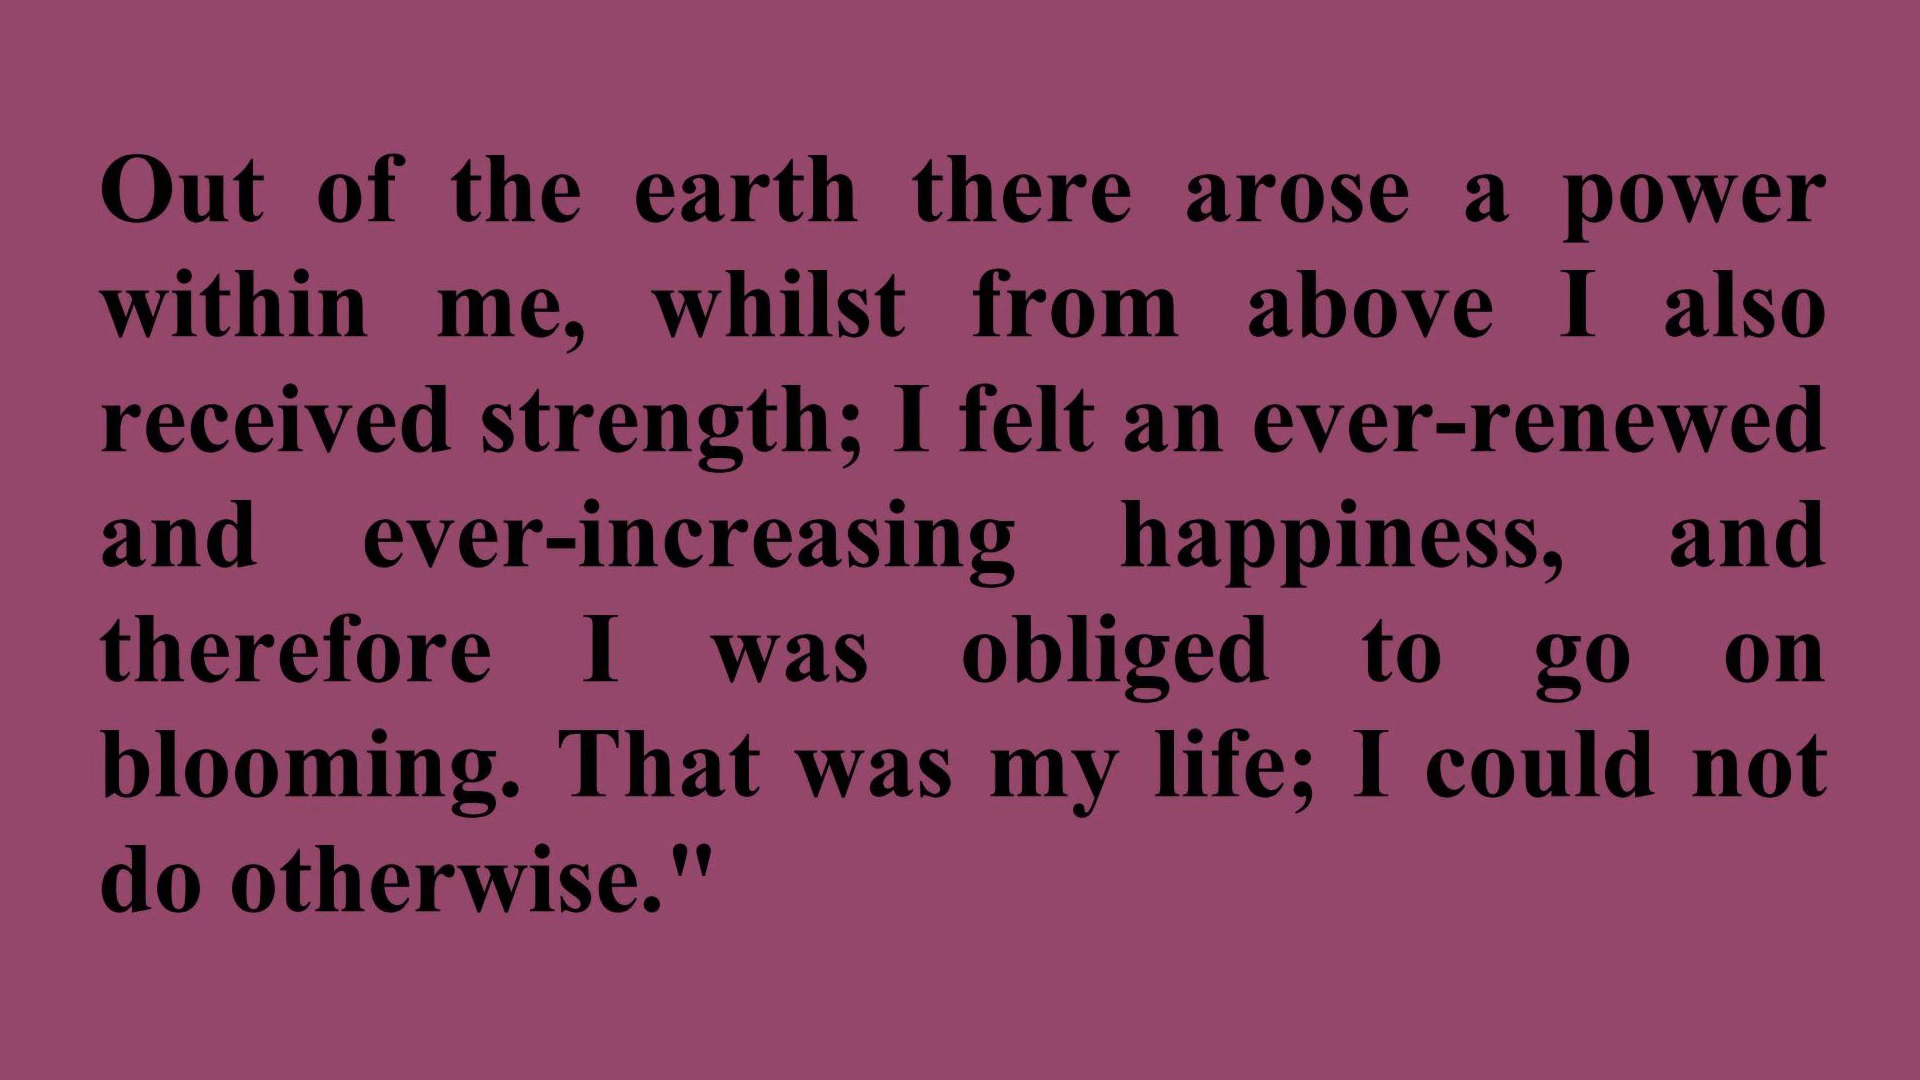 Out of the earth there arose a power
within me, whilst from above I also
received strength; I felt an ever-renewed
and ever-increasing happiness, and
therefore I was obliged to go on
blooming. That was my life; I could not
do otherwise."